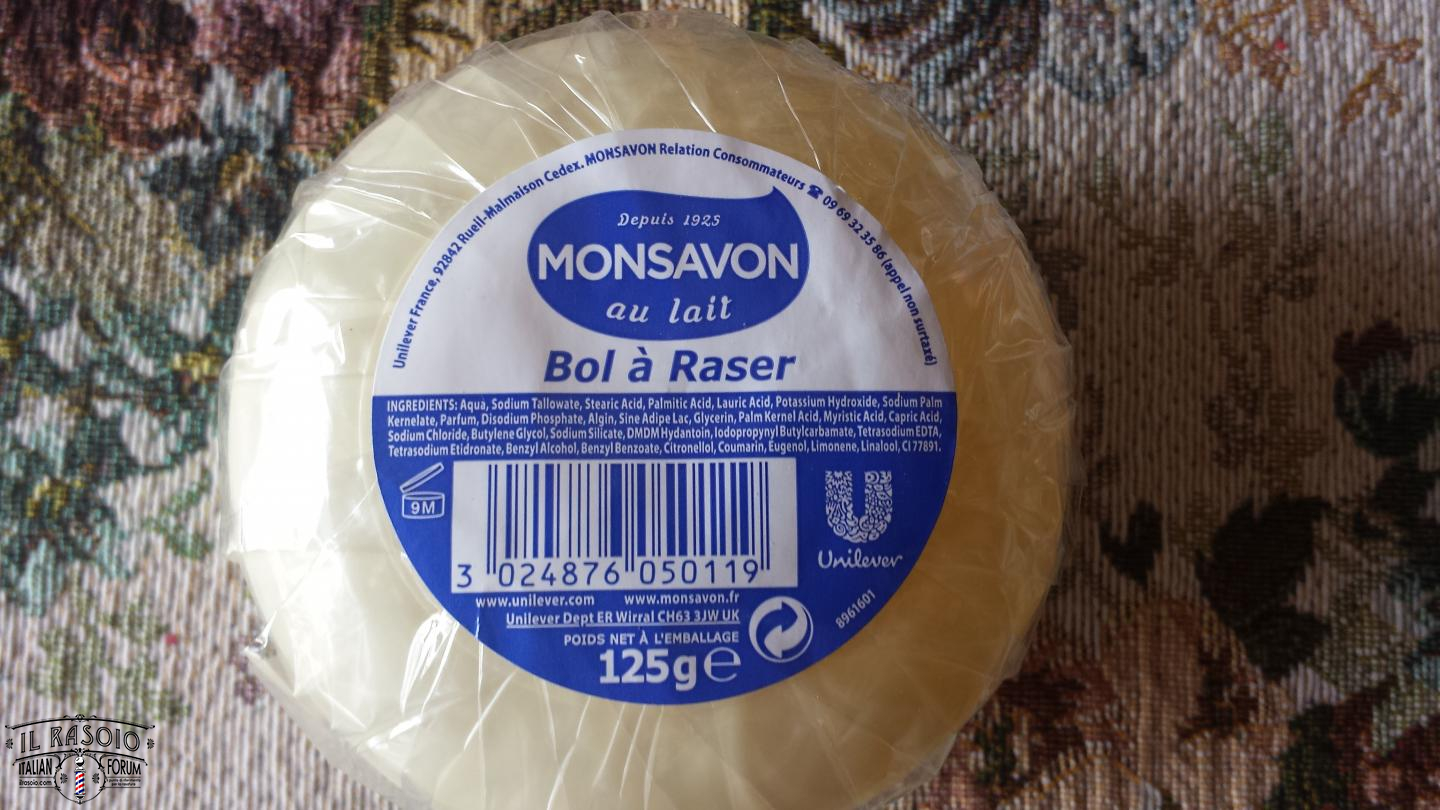 Unilever France, 92842 Rueil-Malmaison Cedex. MONSAVON Relation Consommateurs ☎ 09 69 32 35 86 (appel non surtaxé)
Depuis 1925
MONSAVON
au lait
Bol à Raser
INGREDIENTS: Aqua, Sodium Tallowate, Stearic Acid, Palmitic Acid, Lauric Acid, Potassium Hydroxide, Sodium Palm
Kernelate, Parfum, Disodium Phosphate, Algin, Sine Adipe Lac, Glycerin, Palm Kernel Acid, Myristic Acid, Capric Acid,
Sodium Chloride, Butylene Glycol, Sodium Silicate, DMDM Hydantoin, Iodopropynyl Butylcarbamate, Tetrasodium EDTA,
Tetrasodium Etidronate, Benzyl Alcohol, Benzyl Benzoate, Citronellol, Coumarin, Eugenol, Limonene, Linalool, CI 77891.
9M
3 024876 050119
Unilever
www.unilever.com www.monsavon.fr
Unilever Dept ER Wirral CH63 3JW UK
8961601
POIDS NET À L'EMBALLAGE
125g e
IL RASOIO
ITALIAN FORUM
ilrasoio.com